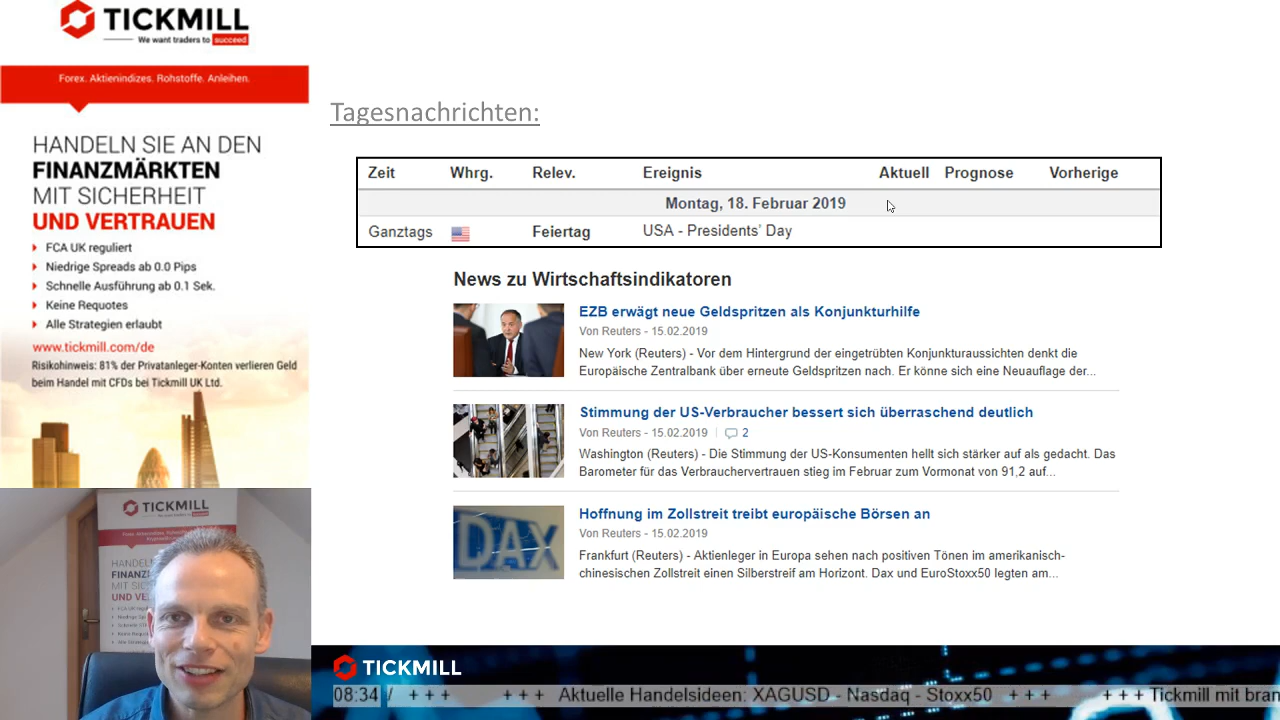 TICKMILL
We want traders to succeed
Forex. Aktienindizes. Rohstoffe. Anleihen.
HANDELN SIE AN DEN
FINANZMÄRKTEN
MIT SICHERHEIT
UND VERTRAUEN
FCA UK reguliert
Niedrige Spreads ab 0.0 Pips
Schnelle Ausführung ab 0.1 Sek.
Keine Requotes
Alle Strategien erlaubt
www.tickmill.com/de
Risikohinweis: 81% der Privatanleger-Konten verlieren Geld
beim Handel mit CFDs bei Tickmill UK Ltd.
Tagesnachrichten:
Zeit Whrg. Relev. Ereignis Aktuell Prognose Vorherige
Montag, 18. Februar 2019
Ganztags Feiertag USA - Presidents' Day
News zu Wirtschaftsindikatoren
EZB erwägt neue Geldspritzen als Konjunkturhilfe
Von Reuters - 15.02.2019
New York (Reuters) - Vor dem Hintergrund der eingetrübten Konjunkturaussichten denkt die
Europäische Zentralbank über erneute Geldspritzen nach. Er könne sich eine Neuauflage der...
Stimmung der US-Verbraucher bessert sich überraschend deutlich
Von Reuters - 15.02.2019 | 2
Washington (Reuters) - Die Stimmung der US-Konsumenten hellt sich stärker auf als gedacht. Das
Barometer für das Verbrauchervertrauen stieg im Februar zum Vormonat von 91,2 auf...
DAX
Hoffnung im Zollstreit treibt europäische Börsen an
Von Reuters - 15.02.2019
Frankfurt (Reuters) - Aktienleger in Europa sehen nach positiven Tönen im amerikanisch-
chinesischen Zollstreit einen Silberstreif am Horizont. Dax und EuroStoxx50 legten am...
TICKMILL
HANDEL
FINANZ
MIT SI
UND VE
TICKMILL
08:34 / + + + + + + Aktuelle Handelsideen: XAGUSD - Nasdaq - Stoxx50 + + + + + + Tickmill mit bran